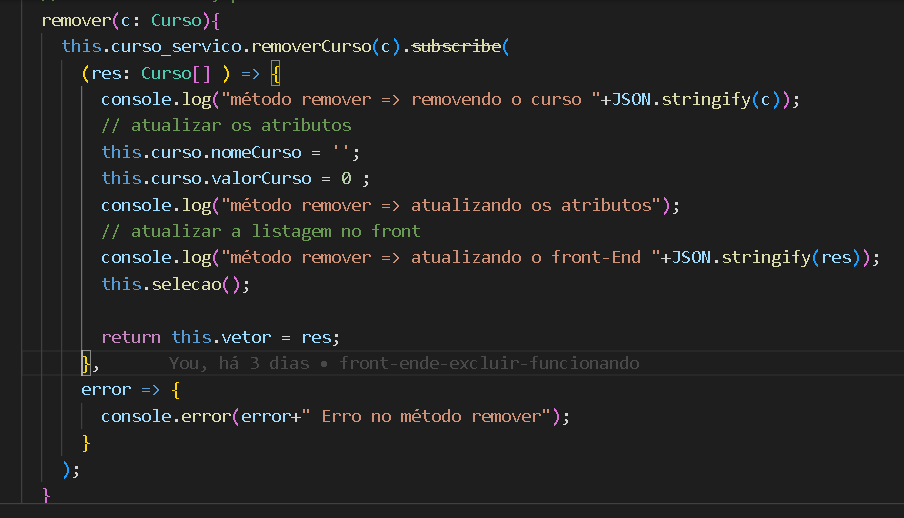 remover(c: Curso){
this.curso_servico.removerCurso(c).subscribe(
(res: Curso[] ) => {
console.log("método remover => removendo o curso "+JSON.stringify(c));
// atualizar os atributos
this.curso.nomeCurso = '';
this.curso.valorCurso = 0 ;
console.log("método remover => atualizando os atributos");
// atualizar a listagem no front
console.log("método remover => atualizando o front-End "+JSON.stringify(res));
this.selecao();
return this.vetor = res;
}, You, há 3 dias • front-ende-excluir-funcionando
error => {
console.error(error+" Erro no método remover");
}
);
}